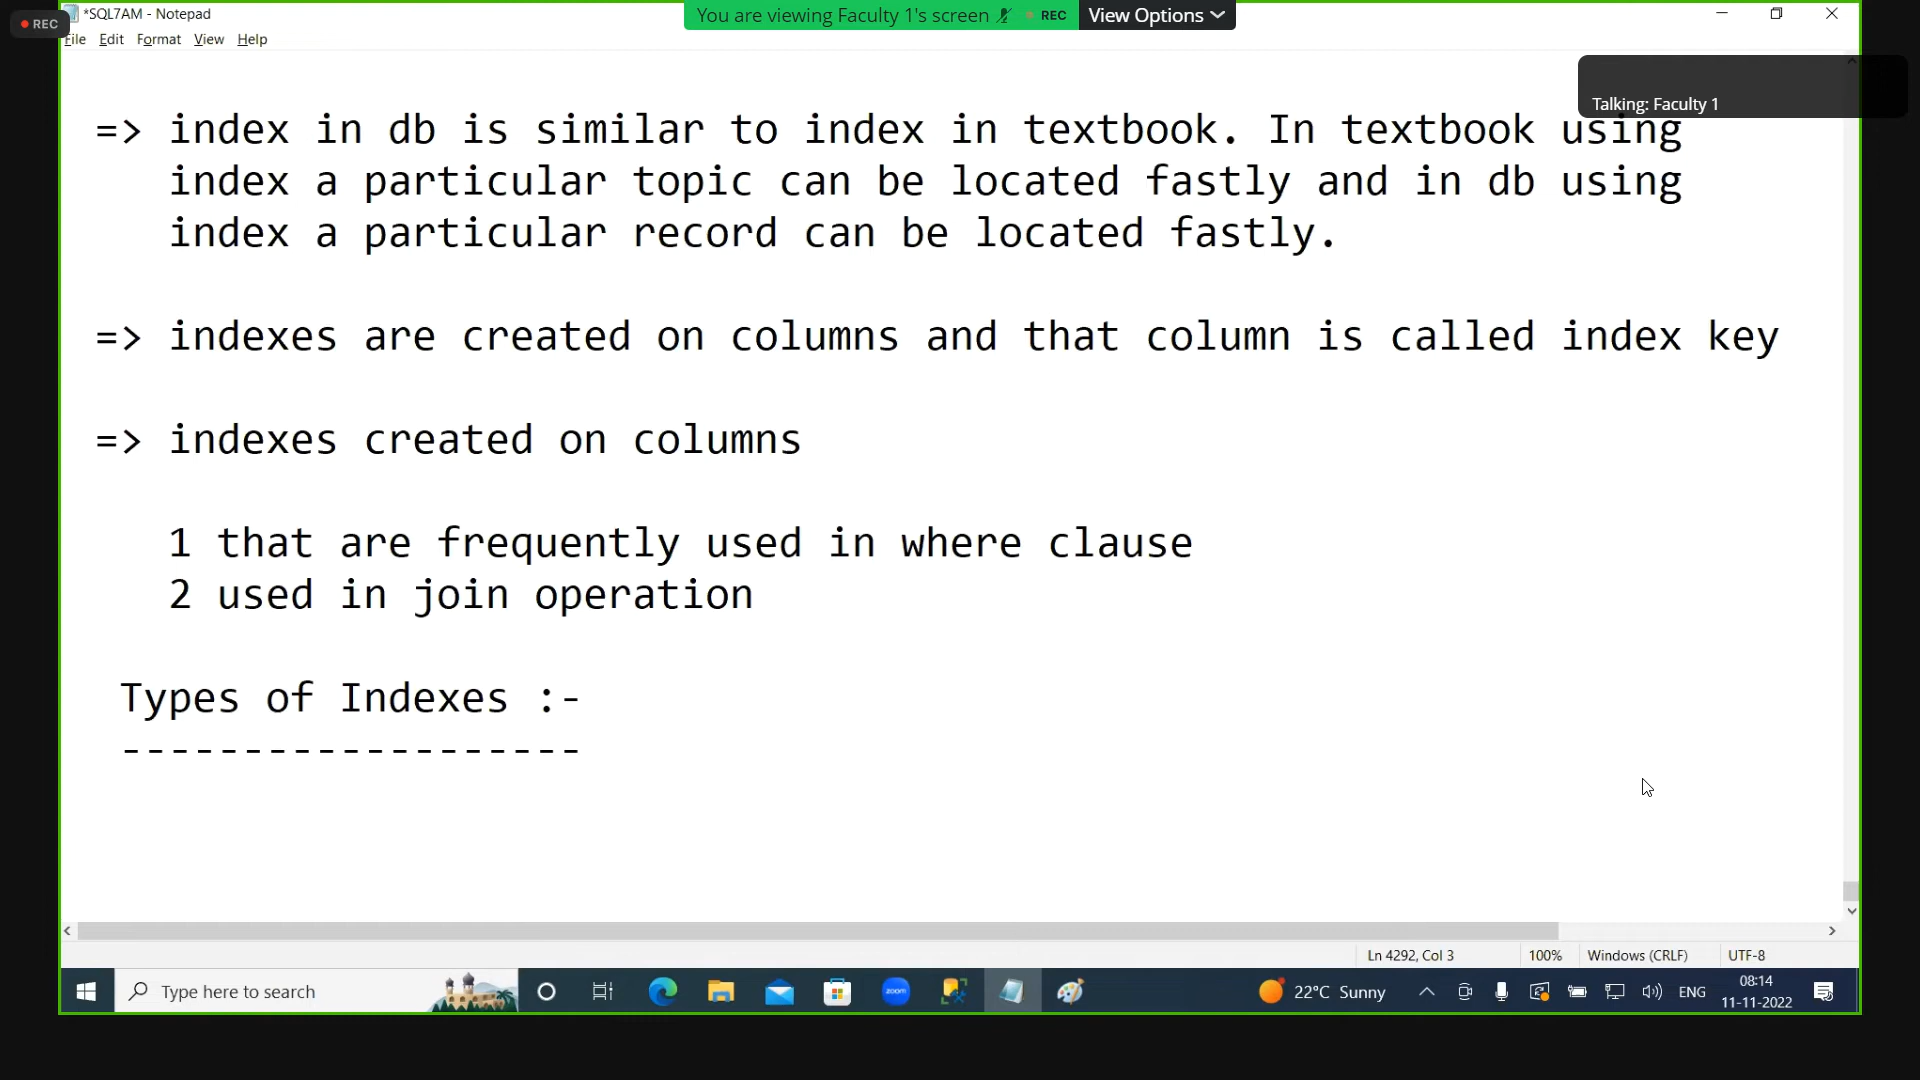 REC
*SQL7AM - Notepad
You are viewing Faculty 1's screen
REC
View Options
File Edit Format View Help
Talking: Faculty 1
=> index in db is similar to index in textbook. In textbook using
index a particular topic can be located fastly and in db using
index a particular record can be located fastly.
=> indexes are created on columns and that column is called index key
=> indexes created on columns
1 that are frequently used in where clause
2 used in join operation
Types of Indexes :-
-------------------
Ln 4292, Col 3
100%
Windows (CRLF)
UTF-8
Type here to search
zoom
22°C Sunny
ENG
08:14
11-11-2022